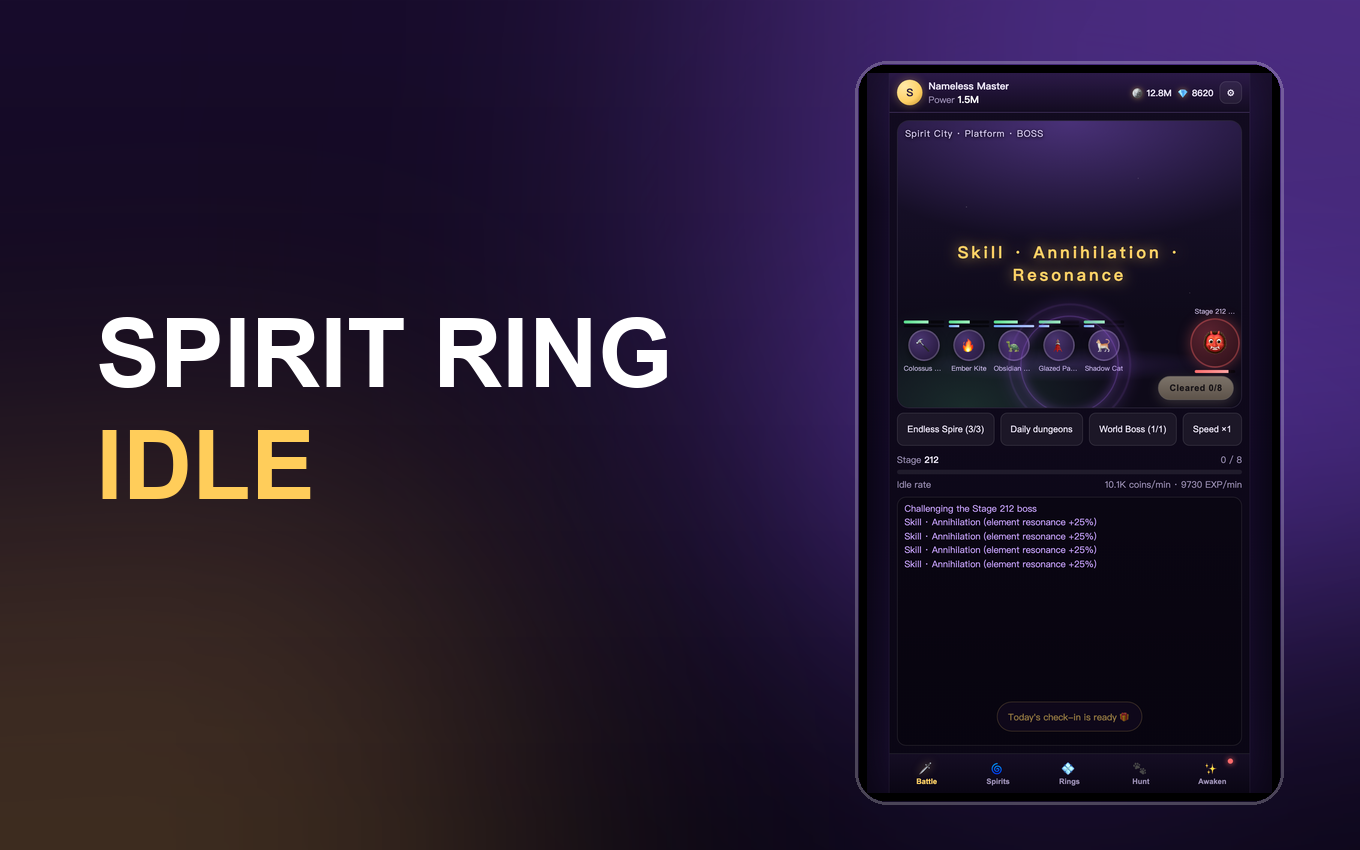 SPIRIT RING
IDLE
S
Nameless Master
Power 1.5M
12.8M
8620
Spirit City · Platform · BOSS
Skill · Annihilation ·
Resonance
Stage 212 ...
Colossus ...
Ember Kite
Obsidian ...
Glazed Pa...
Shadow Cat
Cleared 0/8
Endless Spire (3/3)
Daily dungeons
World Boss (1/1)
Speed ×1
Stage 212
0 / 8
Idle rate
10.1K coins/min · 9730 EXP/min
Challenging the Stage 212 boss
Skill · Annihilation (element resonance +25%)
Skill · Annihilation (element resonance +25%)
Skill · Annihilation (element resonance +25%)
Skill · Annihilation (element resonance +25%)
Today's check-in is ready
Battle
Spirits
Rings
Hunt
Awaken